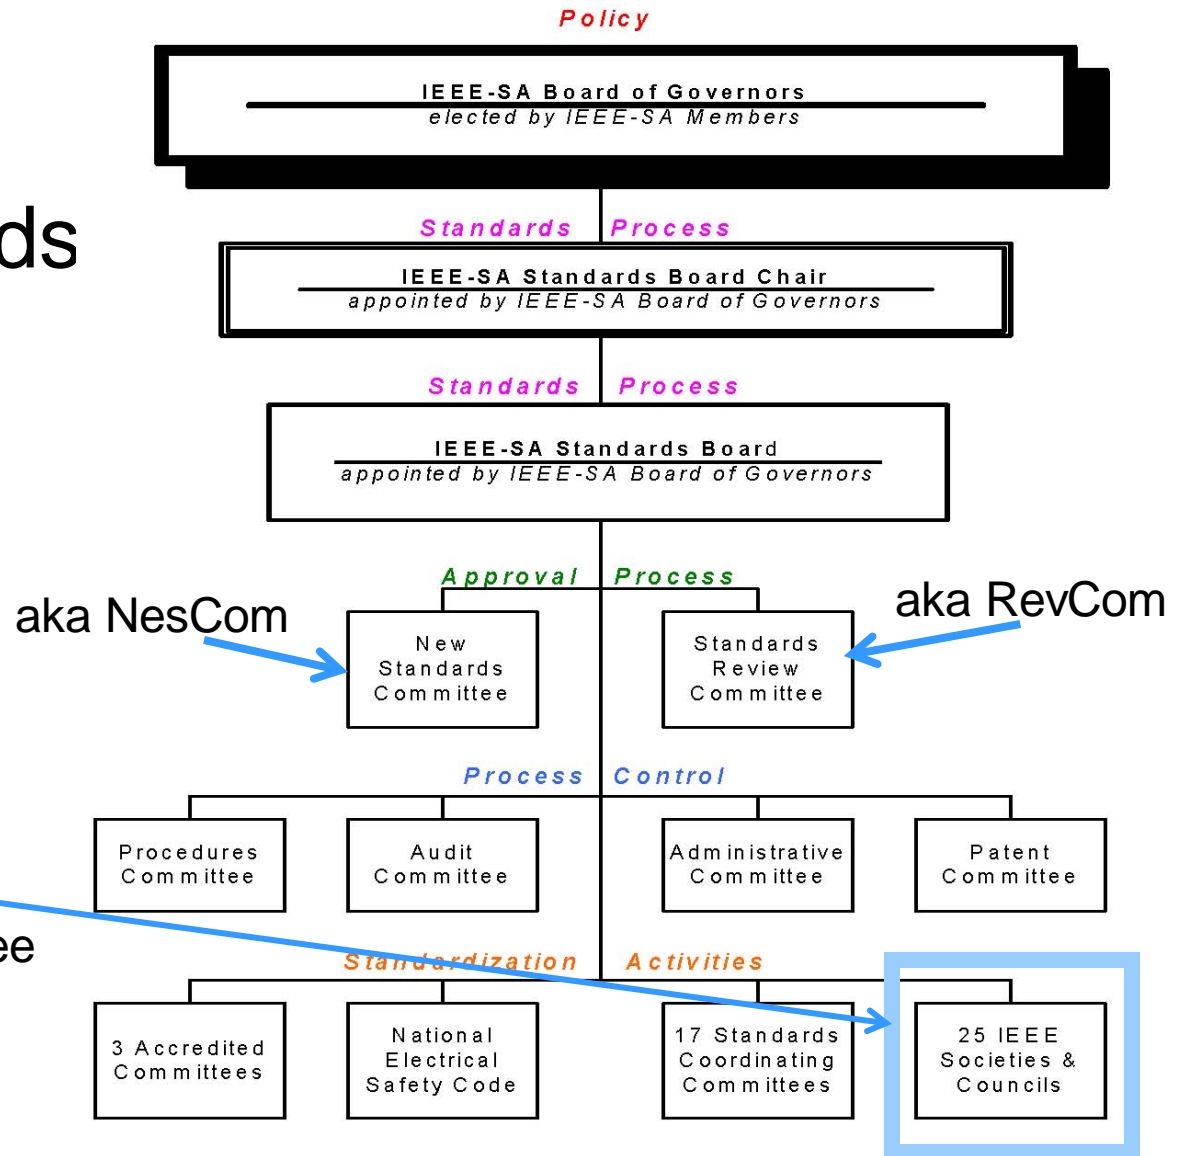 Policy
IEEE-SA Board of Governors
elected by IEEE-SA Members
ds
Standards Process
IEEE-SA Standards Board Chair
appointed by IEEE-SA Board of Governors
Standards Process
IEEE-SA Standards Board
appointed by IEEE-SA Board of Governors
Approval Process
aka NesCom
aka RevCom
New
Standards
Committee
Standards
Review
Committee
Process Control
Procedures
Committee
Audit
Committee
Administrative
Committee
Patent
Committee
ee
Standardization Activities
3 Accredited
Committees
National
Electrical
Safety Code
17 Standards
Coordinating
Committees
25 IEEE
Societies &
Councils